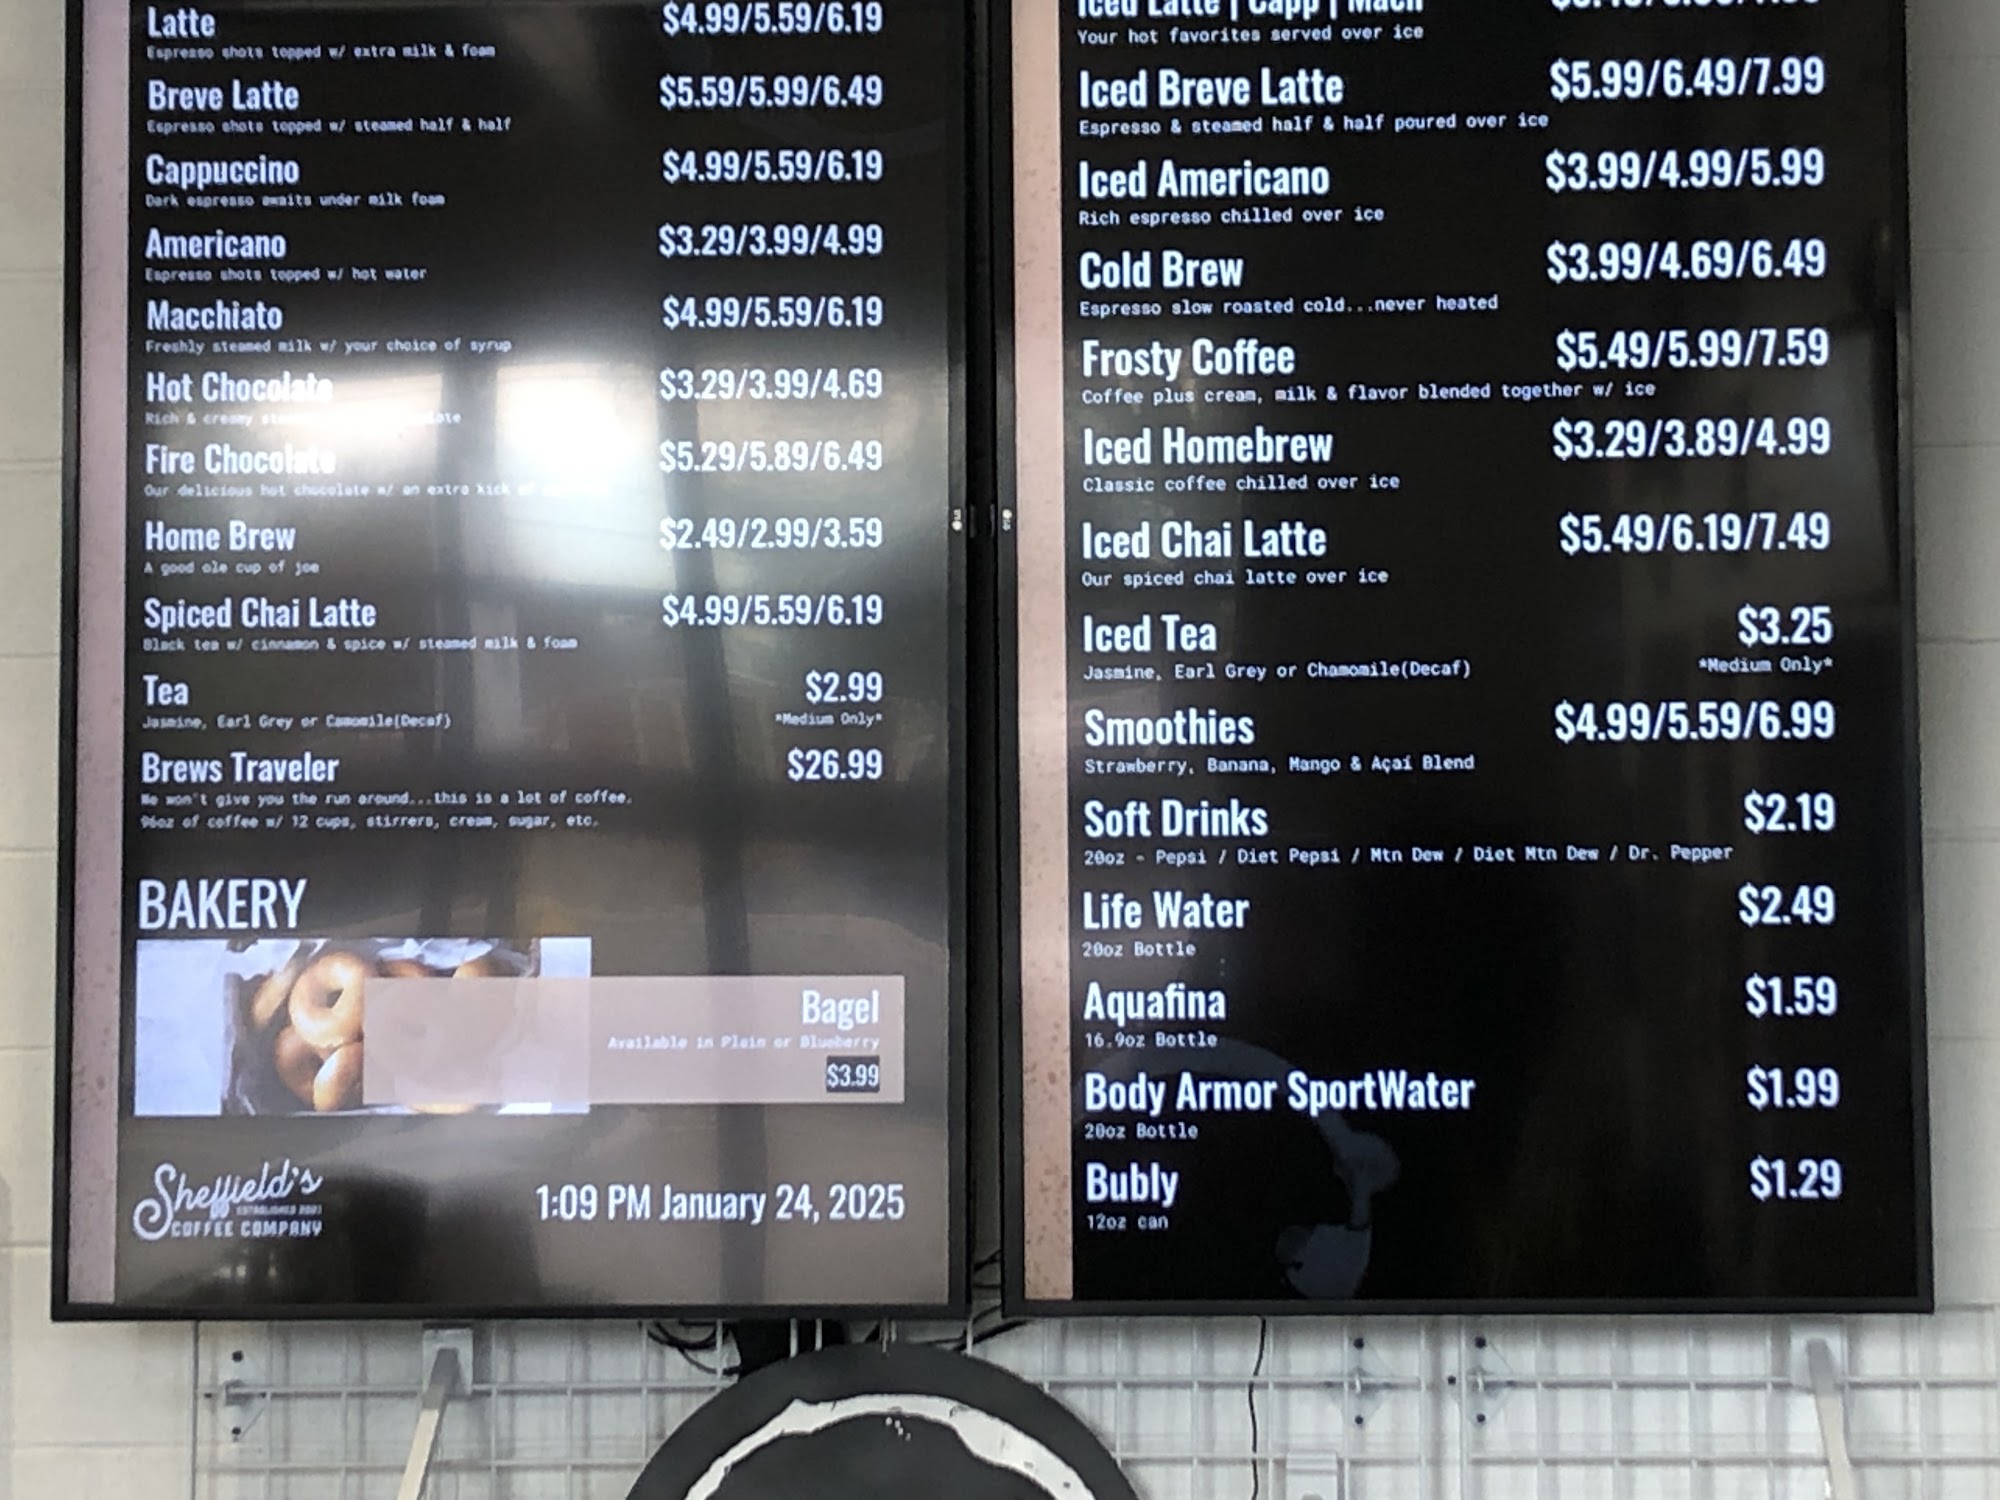 Latte $4.99/5.59/6.19
Espresso shots topped w/ extra milk & foam
Breve Latte $5.59/5.99/6.49
Espresso shots topped w/ steamed half & half
Cappuccino $4.99/5.59/6.19
Dark espresso awaits under milk foam
Americano $3.29/3.99/4.99
Espresso shots topped w/ hot water
Macchiato $4.99/5.59/6.19
Freshly steamed milk w/ your choice of syrup
Hot Chocolate $3.29/3.99/4.69
Rich & creamy
Fire Chocolate $5.29/5.89/6.49
Our delicious hot chocolate w/ an extra kick
Home Brew $2.49/2.99/3.59
A good ole cup of joe
Spiced Chai Latte $4.99/5.59/6.19
Black tea w/ cinnamon & spice w/ steamed milk & foam
Tea $2.99
Jasmine, Earl Grey or Camomile(Decaf) *Medium Only*
Brews Traveler $26.99
We won't give you the run around...this is a lot of coffee.
96oz of coffee w/ 12 cups, stirrers, cream, sugar, etc.
BAKERY
Bagel
Available in Plain or Blueberry
$3.99
Sheffield's
ESTABLISHED 2021
COFFEE COMPANY
1:09 PM January 24, 2025
Iced Latte | Capp | Mach
Your hot favorites served over ice
Iced Breve Latte $5.99/6.49/7.99
Espresso & steamed half & half poured over ice
Iced Americano $3.99/4.99/5.99
Rich espresso chilled over ice
Cold Brew $3.99/4.69/6.49
Espresso slow roasted cold...never heated
Frosty Coffee $5.49/5.99/7.59
Coffee plus cream, milk & flavor blended together w/ ice
Iced Homebrew $3.29/3.89/4.99
Classic coffee chilled over ice
Iced Chai Latte $5.49/6.19/7.49
Our spiced chai latte over ice
Iced Tea $3.25
Jasmine, Earl Grey or Chamomile(Decaf) *Medium Only*
Smoothies $4.99/5.59/6.99
Strawberry, Banana, Mango & Açaí Blend
Soft Drinks $2.19
20oz - Pepsi / Diet Pepsi / Mtn Dew / Diet Mtn Dew / Dr. Pepper
Life Water $2.49
20oz Bottle
Aquafina $1.59
16.9oz Bottle
Body Armor SportWater $1.99
20oz Bottle
Bubly $1.29
12oz can